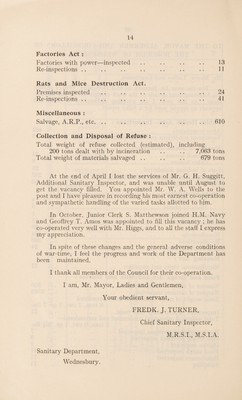 14
Factories Act :
Factories with power—inspected .. .. .. .. 13
Re-inspections .. .. .. .. .. .. .. 11
Rats and Mice Destruction Act.
Premises inspected .. .. .. .. .. .. 24
Re-inspections .. .. .. .. .. .. .. 41
Miscellaneous :
Salvage, A.R.P., etc. .. .. .. .. .. .. 610
Collection and Disposal of Refuse :
Total weight of refuse collected (estimated), including
200 tons dealt with by incineration .. .. 7,063 tons
Total weight of materials salvaged .. .. .. 679 tons
At the end of April I lost the services of Mr. G. H. Suggitt,
Additional Sanitary Inspector, and was unable until August to
get the vacancy filled. You appointed Mr. W. A. Wells to the
post and I have pleasure in recording his most earnest co-operation
and sympathetic handling of the varied tasks allotted to him.
In October, Junior Clerk S. Matthewson joined H.M. Navy
and Geoffrey T. Amos was appointed to fill this vacancy ; he has
co-operated very well with Mr. Higgs, and to all the staff I express
my appreciation.
In spite of these changes and the general adverse conditions
of war-time, I feel the progress and work of the Department has
been maintained.
I thank all members of the Council for their co-operation.
I am, Mr. Mayor, Ladies and Gentlemen,
Your obedient servant,
FREDK. J. TURNER,
Chief Sanitary Inspector,
M.R.S.I., M.S.I.A.
Sanitary Department,
Wednesbury.